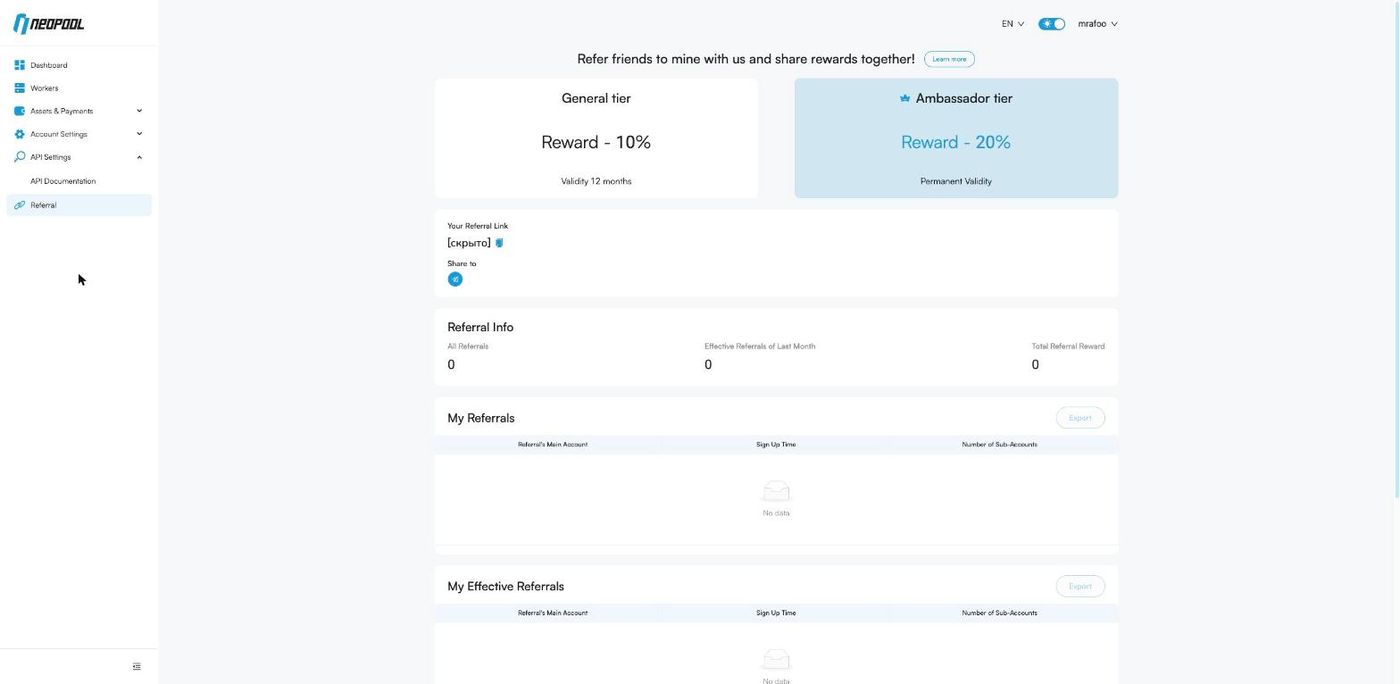 NEOPOOL
EN
mrafoo
Dashboard
Workers
Assets & Payments
Account Settings
API Settings
API Documentation
Referral
Refer friends to mine with us and share rewards together!
Learn more
General tier
Reward - 10%
Validity 12 months
Ambassador tier
Reward - 20%
Permanent Validity
Your Referral Link
[скрыто]
Share to
Referral Info
All Referrals
Effective Referrals of Last Month
Total Referral Reward
0
0
0
My Referrals
Export
Referral's Main Account
Sign Up Time
Number of Sub-Accounts
No data
My Effective Referrals
Export
Referral's Main Account
Sign Up Time
Number of Sub-Accounts
No data